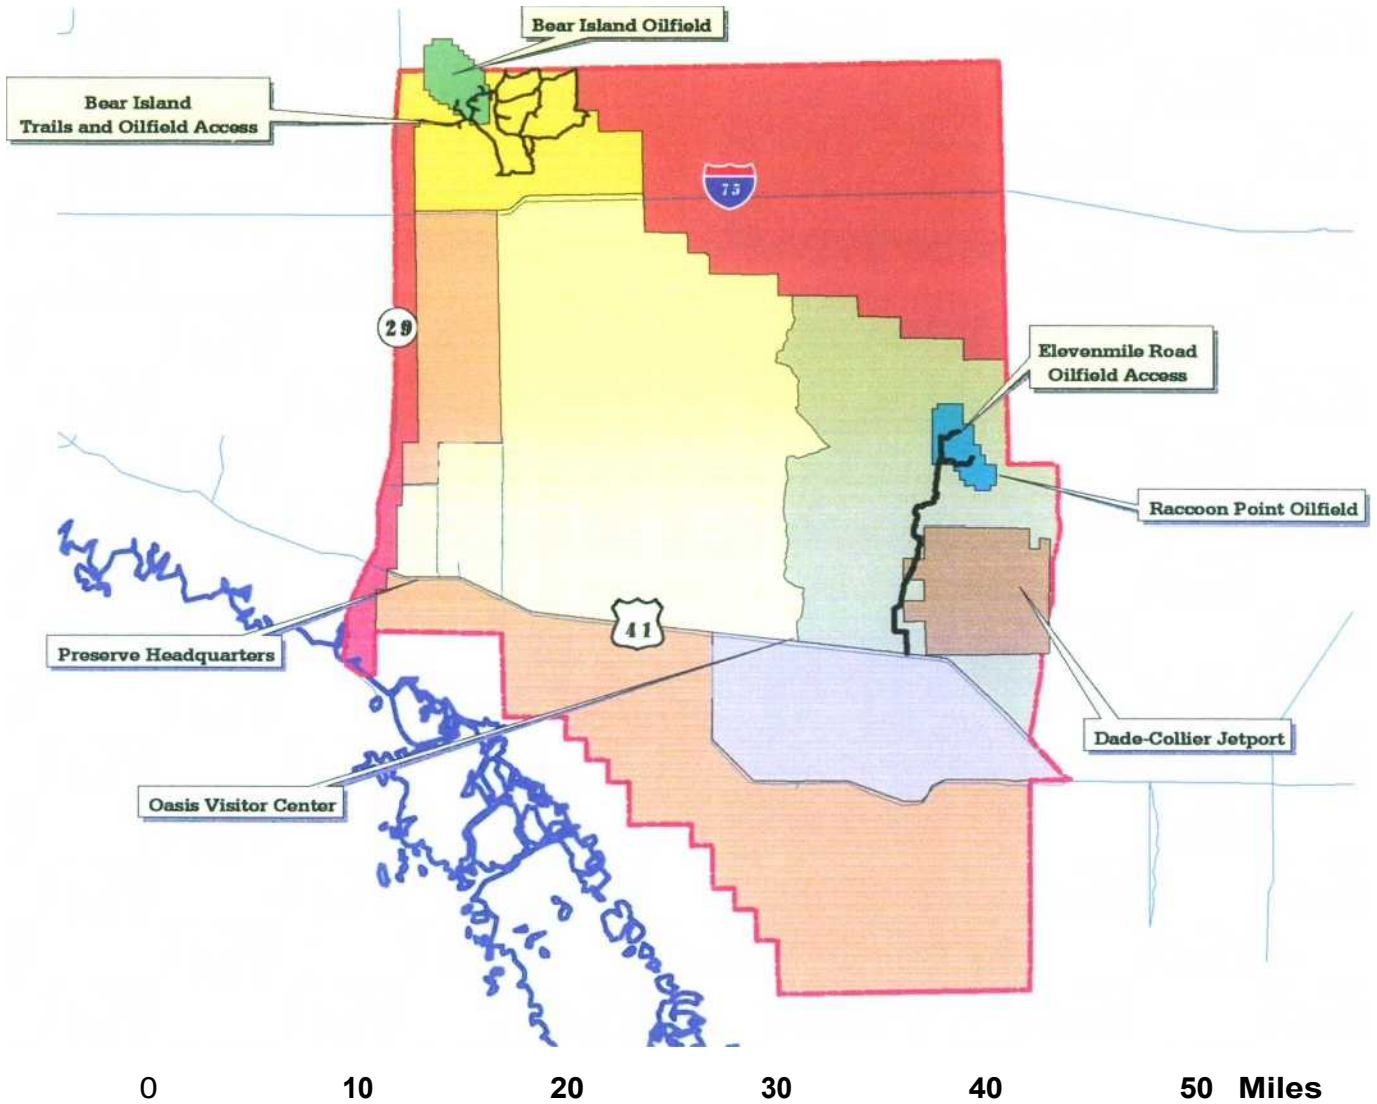 Bear Island Oilfield
Bear Island
Trails and Oilfield Access
75
29
Elevenmile Road
Oilfield Access
Raccoon Point Oilfield
41
Preserve Headquarters
Dade-Collier Jetport
Oasis Visitor Center
0 10 20 30 40 50 Miles